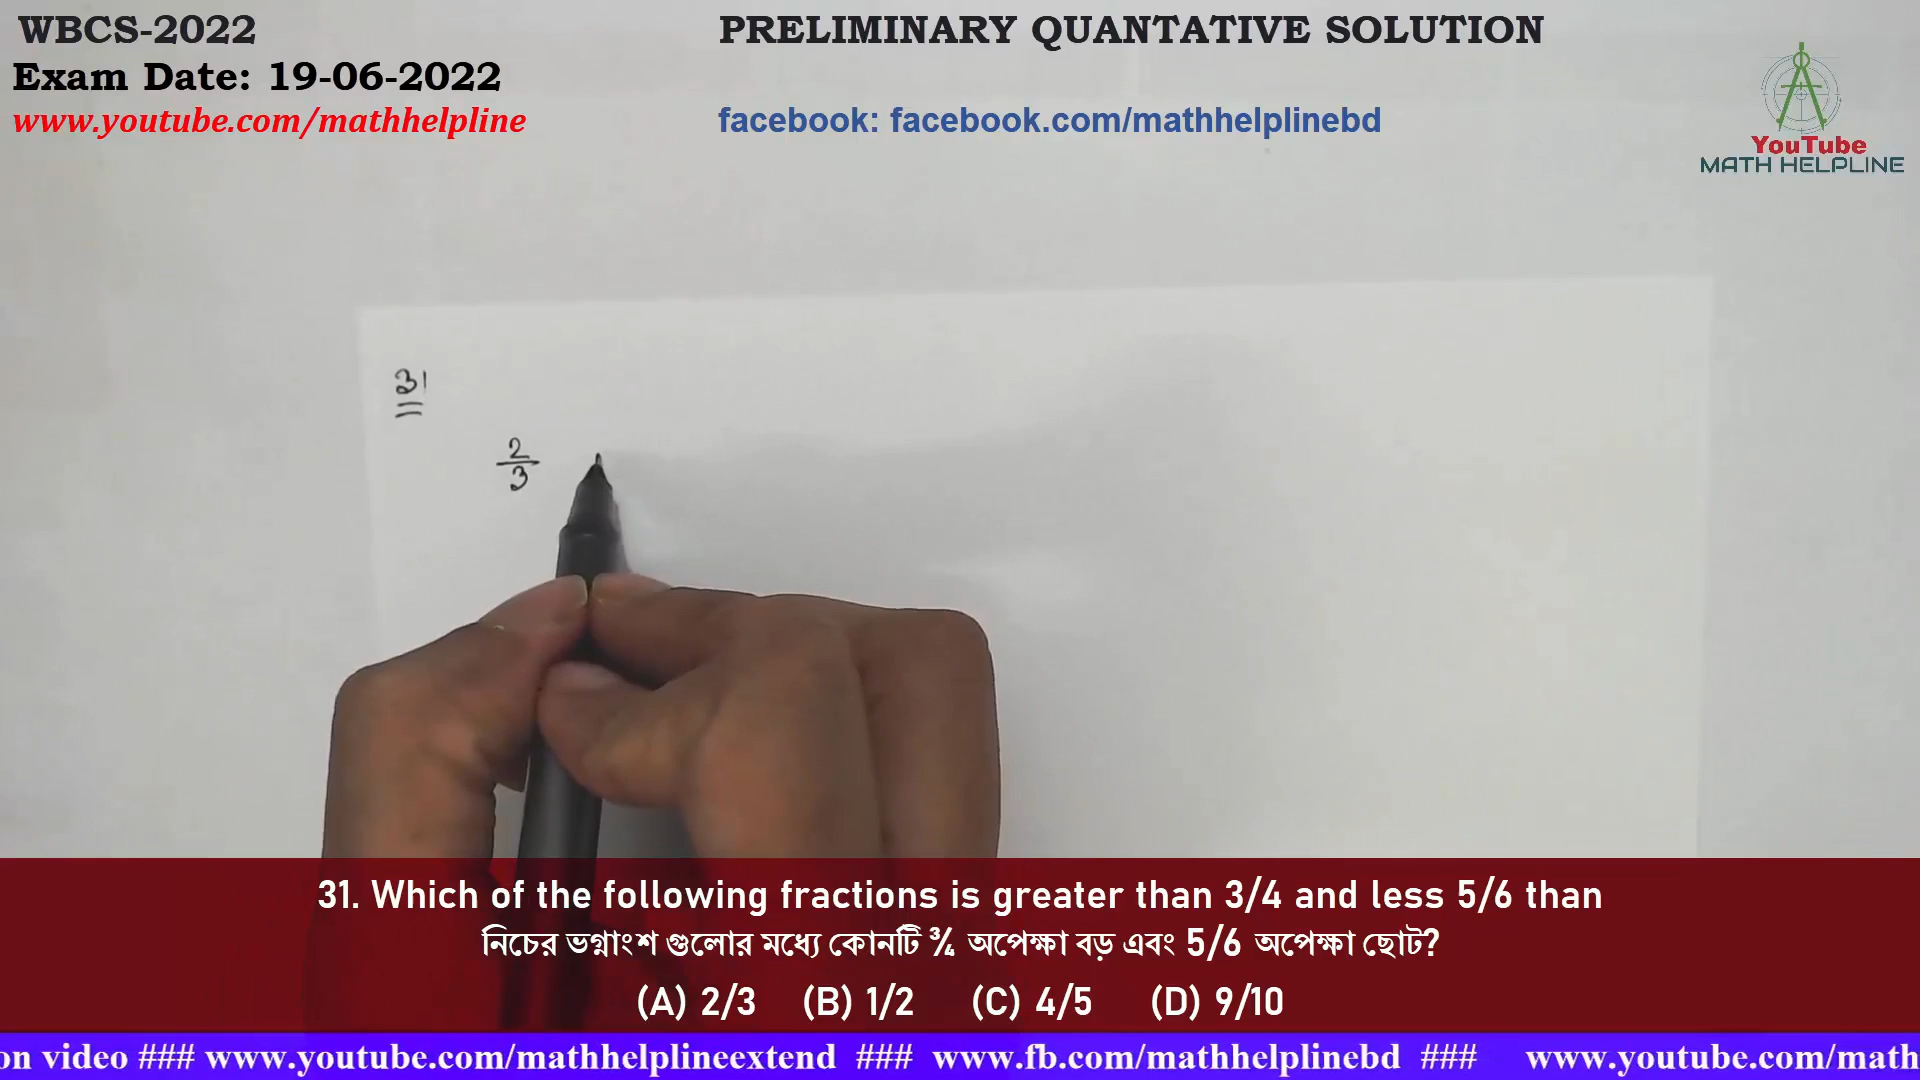 WBCS-2022
PRELIMINARY QUANTATIVE SOLUTION
Exam Date: 19-06-2022
www.youtube.com/mathhelpline
facebook: facebook.com/mathhelplinebd
YouTube
MATH HELPLINE
31
2
3
31. Which of the following fractions is greater than 3/4 and less 5/6 than
নিচের ভগ্নাংশ গুলোর মধ্যে কোনটি ¾ অপেক্ষা বড় এবং 5/6 অপেক্ষা ছোট?
(A) 2/3 (B) 1/2 (C) 4/5 (D) 9/10
on video ### www.youtube.com/mathhelplineextend ### www.fb.com/mathhelplinebd ### www.youtube.com/math